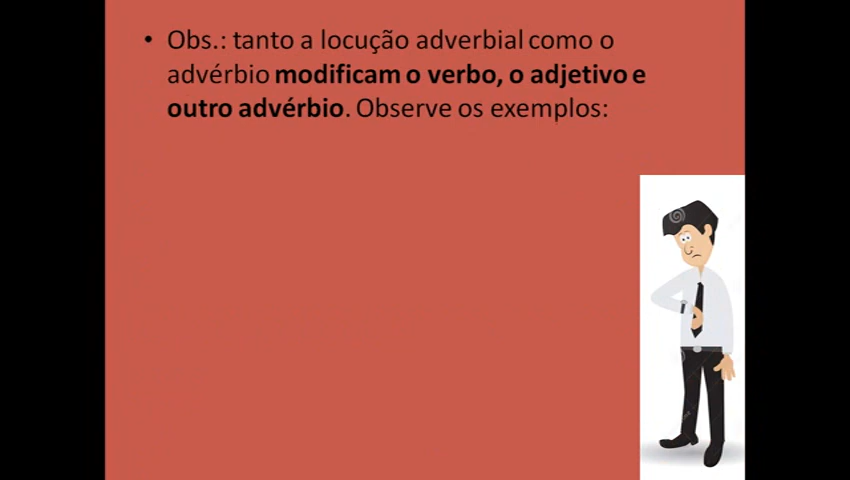 • Obs.: tanto a locução adverbial como o
advérbio modificam o verbo, o adjetivo e
outro advérbio. Observe os exemplos: